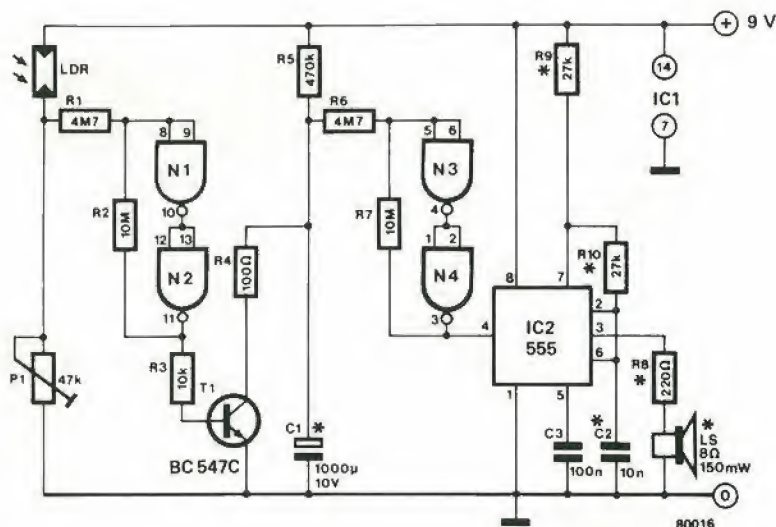 + 9 V
LDR
R5
470k
R9
*
27k
14
IC1
7
R1
4M7
R6
4M7
8
9
N1
10
5
6
N3
4
R2
10M
12
13
N2
11
R4
100Ω
R7
10M
1
2
N4
3
R10
*
27k
8
7
2
4
IC2
555
3
6
1
5
P1
47k
R3
10k
T1
BC547C
C1
*
1000µ
10V
R8
*
220Ω
C3
100n
*
C2
10n
*
LS
8Ω
150mW
0
80016